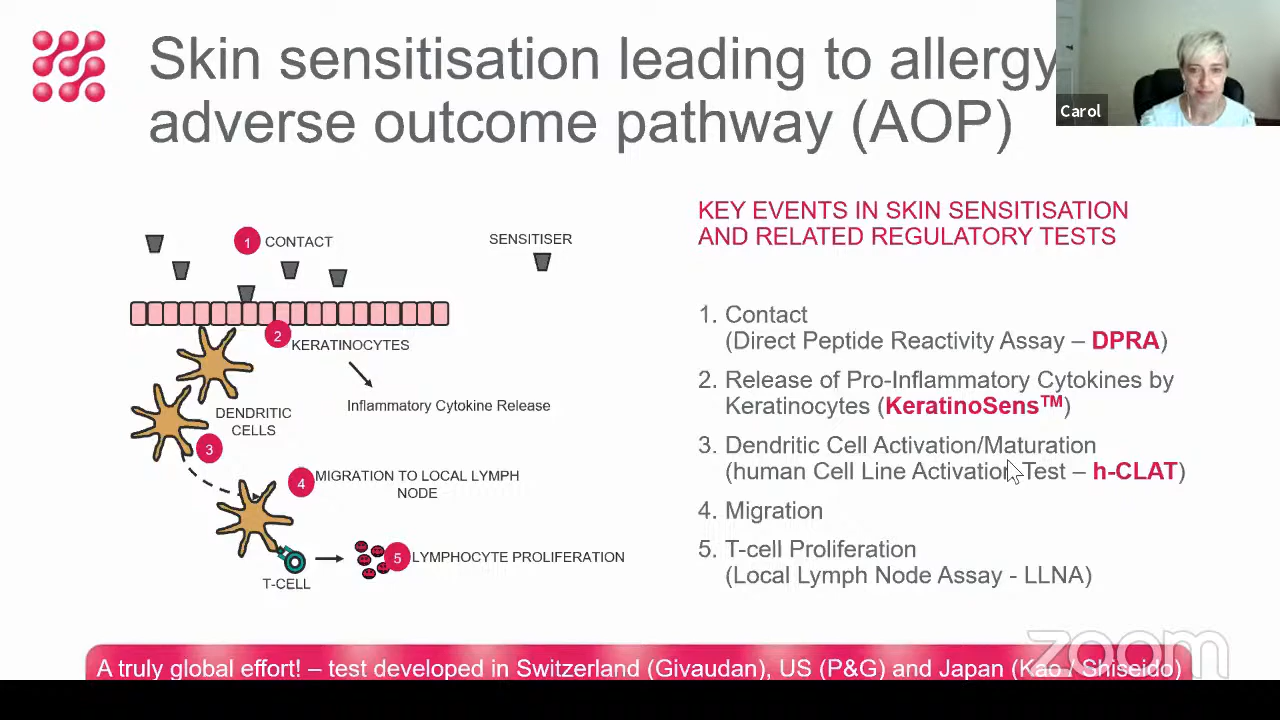 Skin sensitisation leading to allergy
adverse outcome pathway (AOP)
Carol
KEY EVENTS IN SKIN SENSITISATION
AND RELATED REGULATORY TESTS
1 CONTACT
SENSITISER
2 KERATINOCYTES
Inflammatory Cytokine Release
DENDRITIC
CELLS
3
4 MIGRATION TO LOCAL LYMPH
NODE
5 LYMPHOCYTE PROLIFERATION
T-CELL
1. Contact
(Direct Peptide Reactivity Assay – DPRA)
2. Release of Pro-Inflammatory Cytokines by
Keratinocytes (KeratinoSens™)
3. Dendritic Cell Activation/Maturation
(human Cell Line Activation Test – h-CLAT)
4. Migration
5. T-cell Proliferation
(Local Lymph Node Assay - LLNA)
zoom
A truly global effort! – test developed in Switzerland (Givaudan), US (P&G) and Japan (Kao / Shiseido)